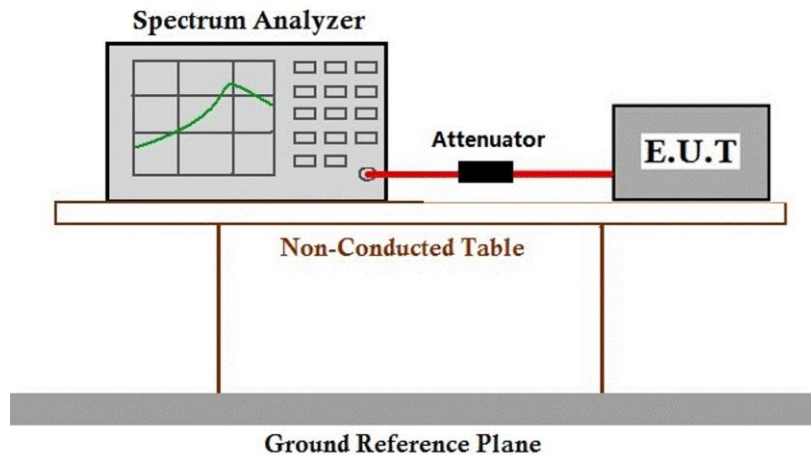 Spectrum Analyzer
Attenuator
E.U.T
Non-Conducted Table
Ground Reference Plane